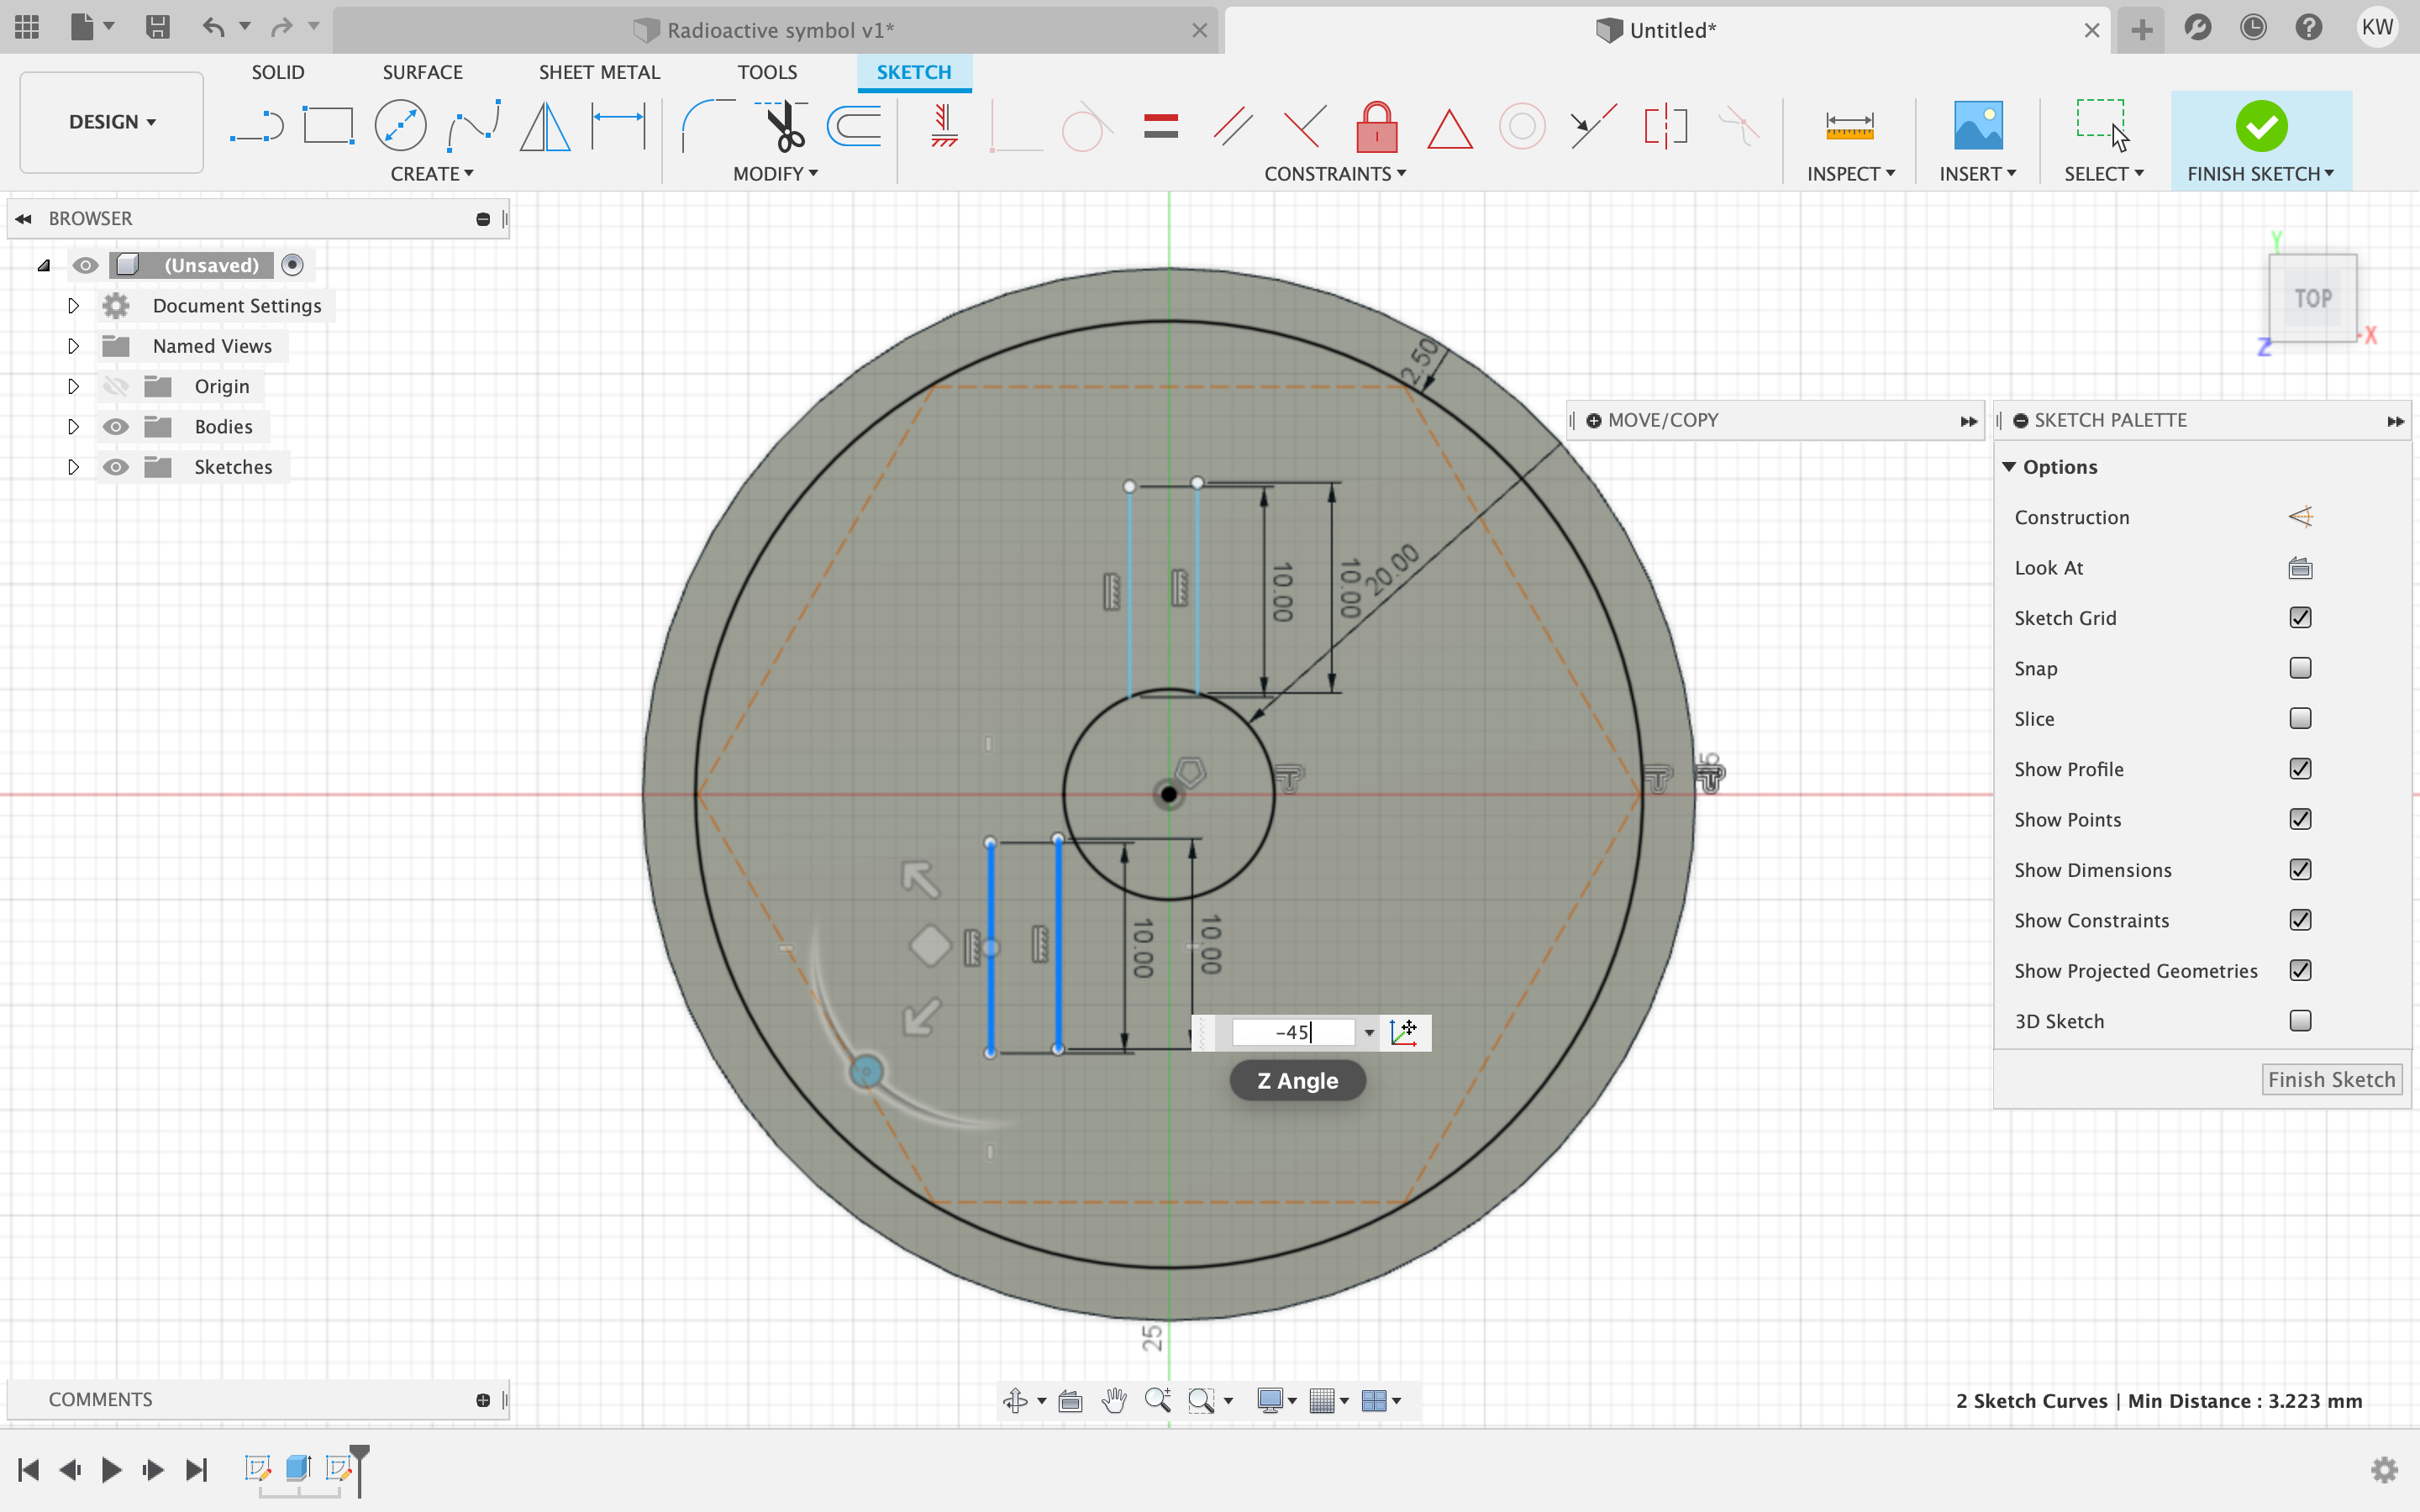 Radioactive symbol v1*
Untitled*
KW
DESIGN
SOLID
SURFACE
SHEET METAL
TOOLS
SKETCH
CREATE
MODIFY
CONSTRAINTS
INSPECT
INSERT
SELECT
FINISH SKETCH
BROWSER
(Unsaved)
Document Settings
Named Views
Origin
Bodies
Sketches
Y
TOP
X
Z
MOVE/COPY
SKETCH PALETTE
Options
Construction
Look At
Sketch Grid
Snap
Slice
Show Profile
Show Points
Show Dimensions
Show Constraints
Show Projected Geometries
3D Sketch
Finish Sketch
2.50
10.00
10.00
20.00
10.00
10.00
-45
Z Angle
25
COMMENTS
2 Sketch Curves | Min Distance : 3.223 mm